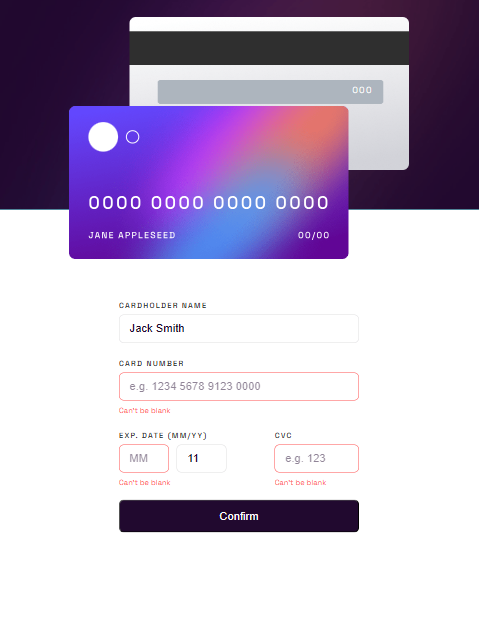 000
0000 0000 0000 0000
JANE APPLESEED 00/00
CARDHOLDER NAME
Jack Smith
CARD NUMBER
e.g. 1234 5678 9123 0000
Can't be blank
EXP. DATE (MM/YY) CVC
MM 11 e.g. 123
Can't be blank Can't be blank
Confirm